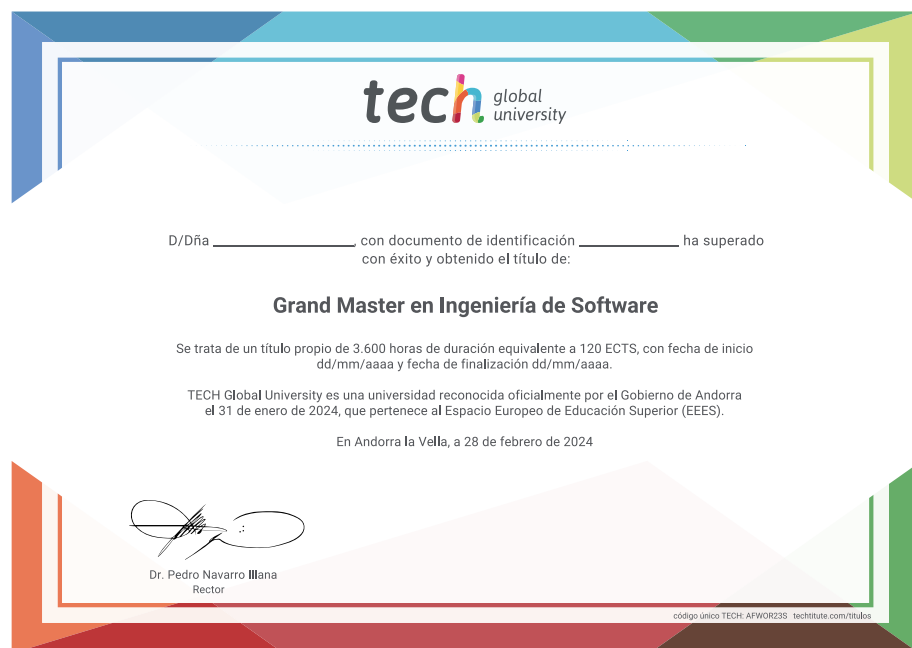 tech global university
D/Dña ________________, con documento de identificación ___________ ha superado
con éxito y obtenido el título de:
Grand Master en Ingeniería de Software
Se trata de un título propio de 3.600 horas de duración equivalente a 120 ECTS, con fecha de inicio
dd/mm/aaaa y fecha de finalización dd/mm/aaaa.
TECH Global University es una universidad reconocida oficialmente por el Gobierno de Andorra
el 31 de enero de 2024, que pertenece al Espacio Europeo de Educación Superior (EEES).
En Andorra la Vella, a 28 de febrero de 2024
Dr. Pedro Navarro Illana
Rector
código único TECH: AFWOR23S techtitute.com/titulos